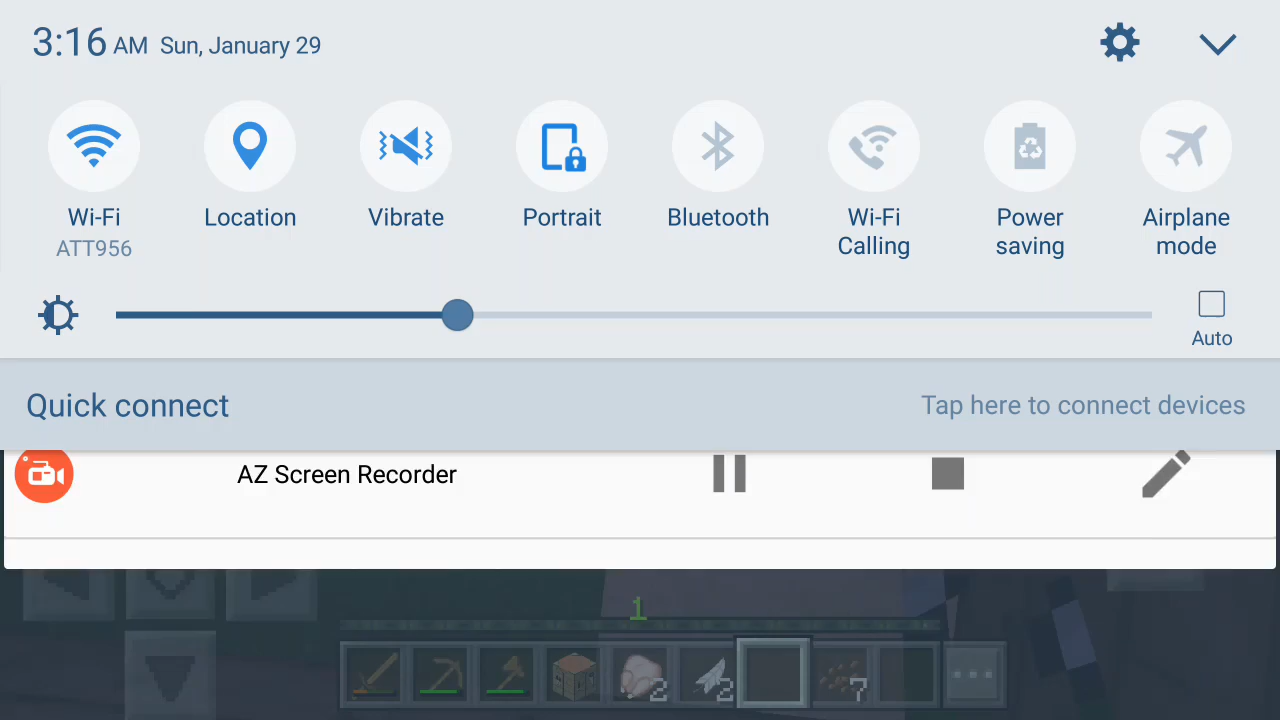 3:16 AM Sun, January 29
Wi-Fi
ATT956
Location
Vibrate
Portrait
Bluetooth
Wi-Fi
Calling
Power
saving
Airplane
mode
Auto
Quick connect
Tap here to connect devices
AZ Screen Recorder
1
2
2
7